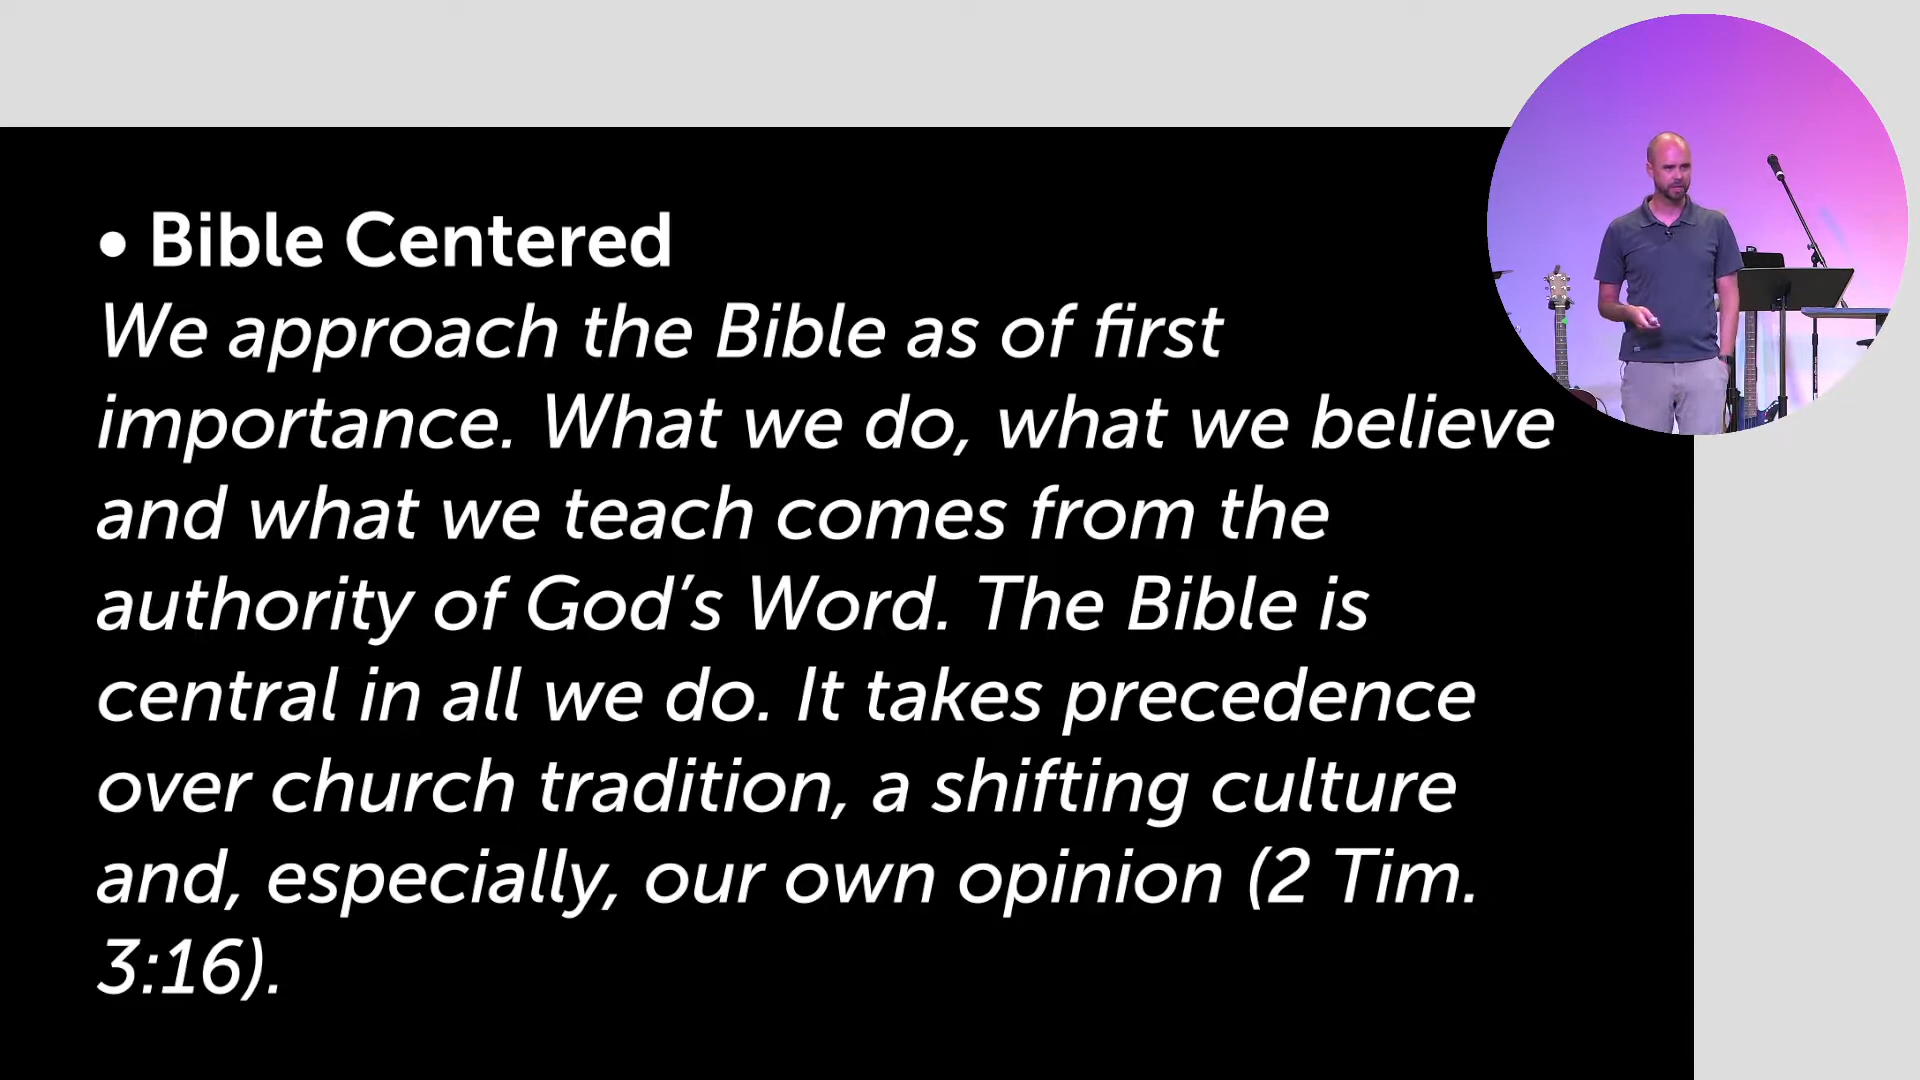 • Bible Centered
We approach the Bible as of first
importance. What we do, what we believe
and what we teach comes from the
authority of God’s Word. The Bible is
central in all we do. It takes precedence
over church tradition, a shifting culture
and, especially, our own opinion (2 Tim.
3:16).